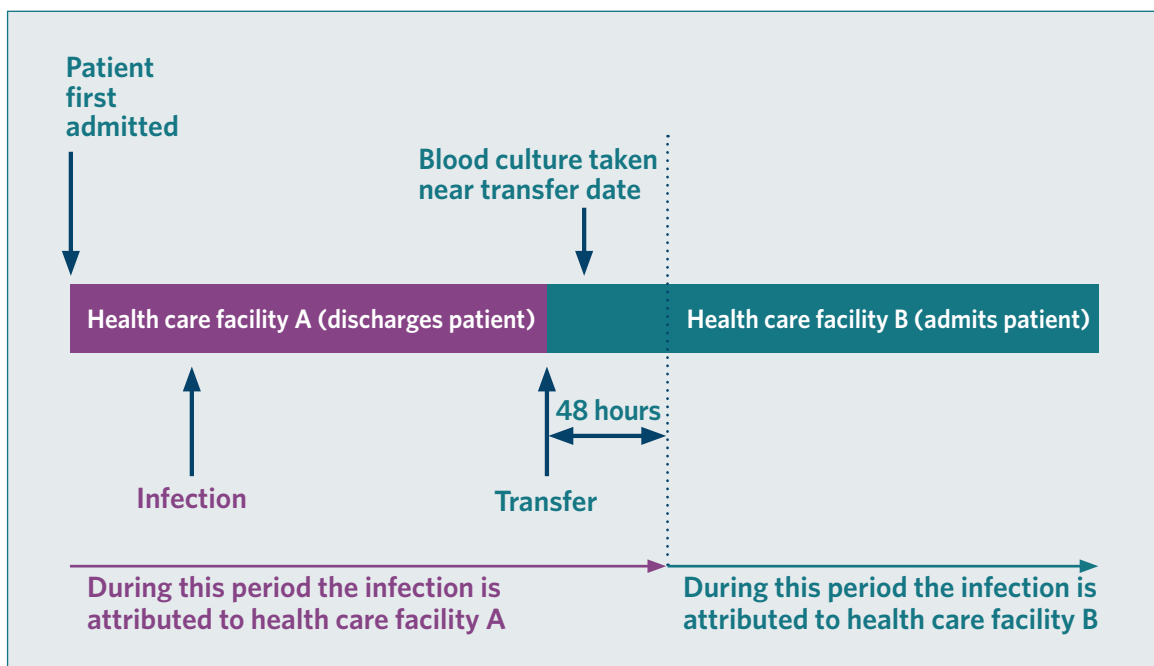 Patient
first
admitted
Blood culture taken
near transfer date
Health care facility A (discharges patient)
Health care facility B (admits patient)
48 hours
Infection
Transfer
During this period the infection is
attributed to health care facility A
During this period the infection is
attributed to health care facility B